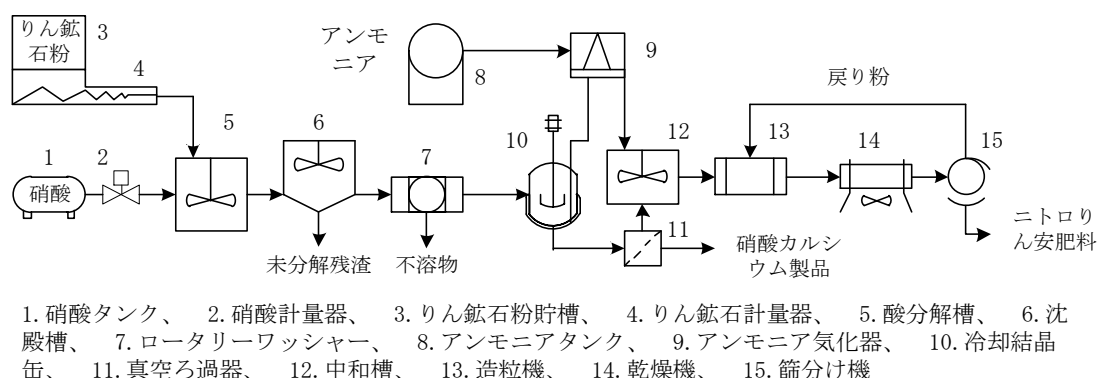 りん鉱
石粉
3
4
アンモ
ニア
8
9
戻り粉
1
2
硝酸
5
6
7
10
12
13
14
15
未分解残渣
不溶物
11
硝酸カルシ
ウム製品
ニトロり
ん安肥料
1.硝酸タンク、 2.硝酸計量器、 3.りん鉱石粉貯槽、 4.りん鉱石計量器、 5.酸分解槽、 6.沈
殿槽、 7.ロータリーワッシャー、 8.アンモニアタンク、 9.アンモニア気化器、 10.冷却結晶
缶、 11.真空ろ過器、 12.中和槽、 13.造粒機、 14.乾燥機、 15.篩分け機